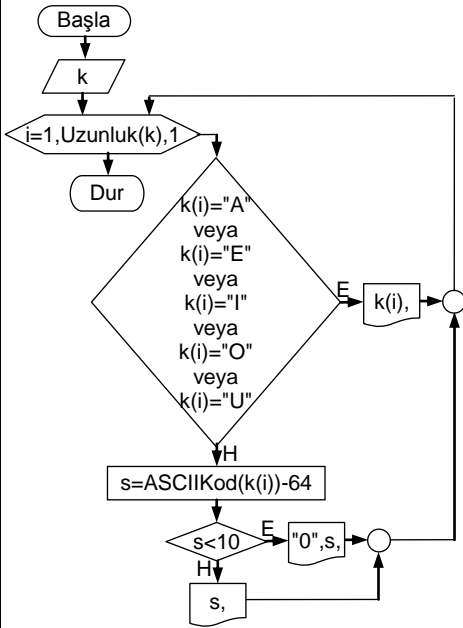 Başla
k
i=1,Uzunluk(k),1
Dur
k(i)="A"
veya
k(i)="E"
veya
k(i)="I"
veya
k(i)="O"
veya
k(i)="U"
E
k(i),
H
s=ASCIIKod(k(i))-64
s<10
E
"0",s,
H
s,